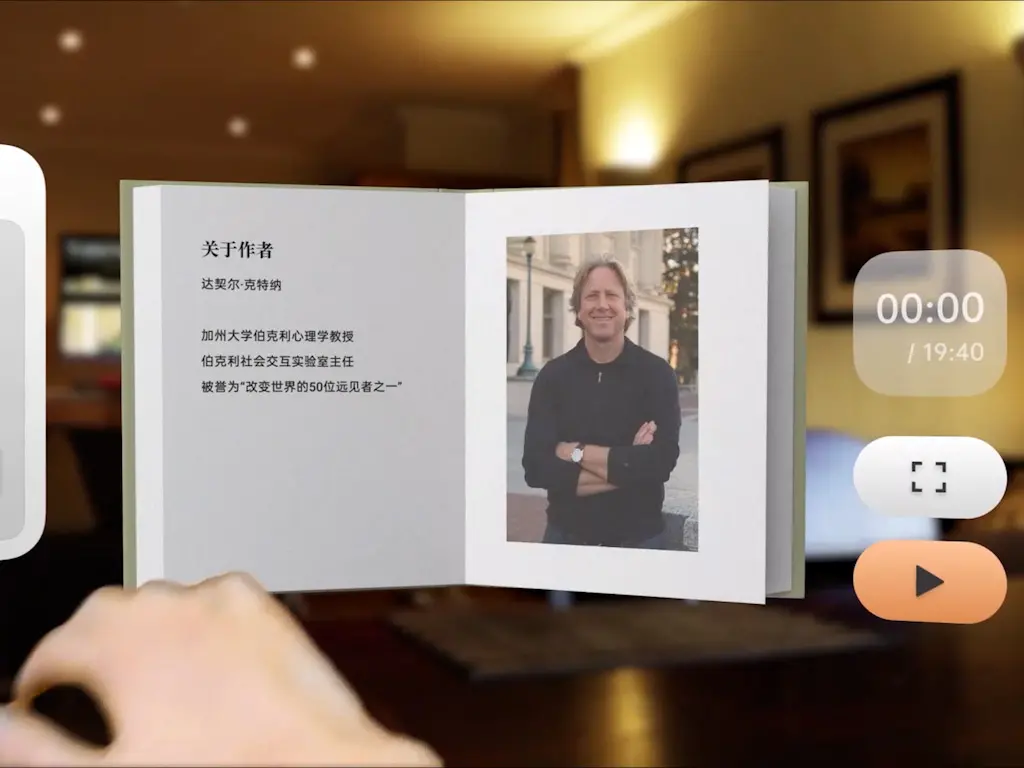 关于作者
达契尔·克特纳
加州大学伯克利心理学教授
伯克利社会交互实验室主任
被誉为“改变世界的50位远见者之一”
00:00
/ 19:40